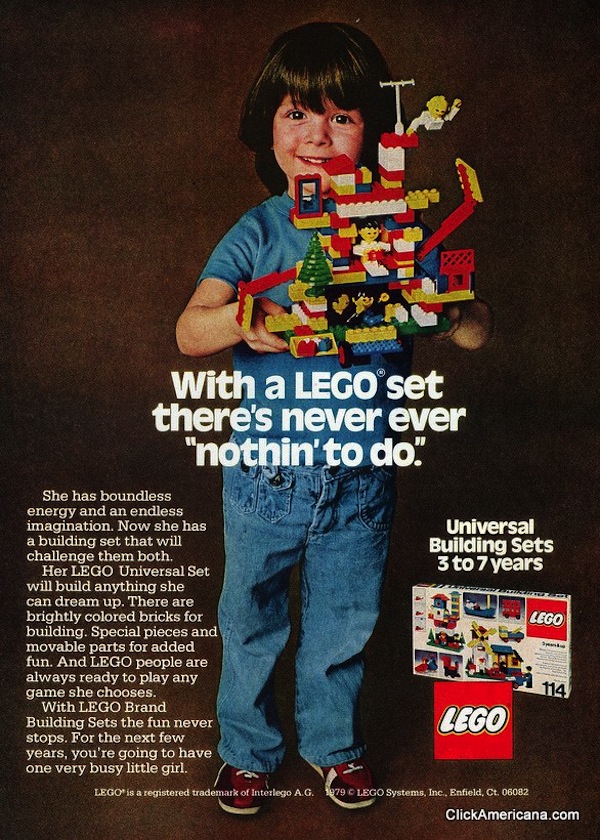 With a LEGO® set
there's never ever
"nothin' to do."
She has boundless
energy and an endless
imagination. Now she has
a building set that will
challenge them both.
Her LEGO Universal Set
will build anything she
can dream up. There are
brightly colored bricks for
building. Special pieces and
movable parts for added
fun. And LEGO people are
always ready to play any
game she chooses.
With LEGO Brand
Building Sets the fun never
stops. For the next few
years, you're going to have
one very busy little girl.
Universal
Building Sets
3 to 7 years
Universal Building Set
LEGO
114
LEGO
LEGO® is a registered trademark of Interlego A.G. 1979 © LEGO Systems, Inc., Enfield, Ct. 06082
ClickAmericana.com